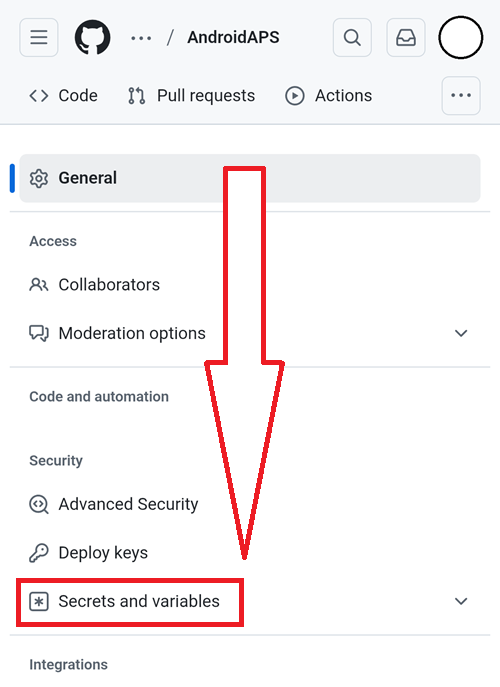 ... / AndroidAPS
Code Pull requests Actions ...
General
Access
Collaborators
Moderation options
Code and automation
Security
Advanced Security
Deploy keys
Secrets and variables
Integrations